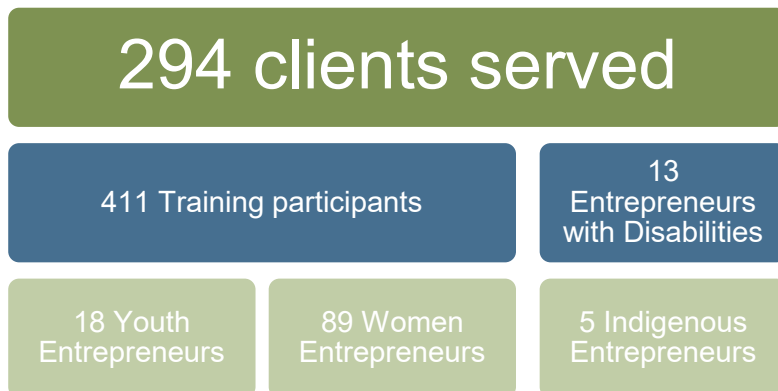 294 clients served
411 Training participants
13
Entrepreneurs
with Disabilities
18 Youth
Entrepreneurs
89 Women
Entrepreneurs
5 Indigenous
Entrepreneurs